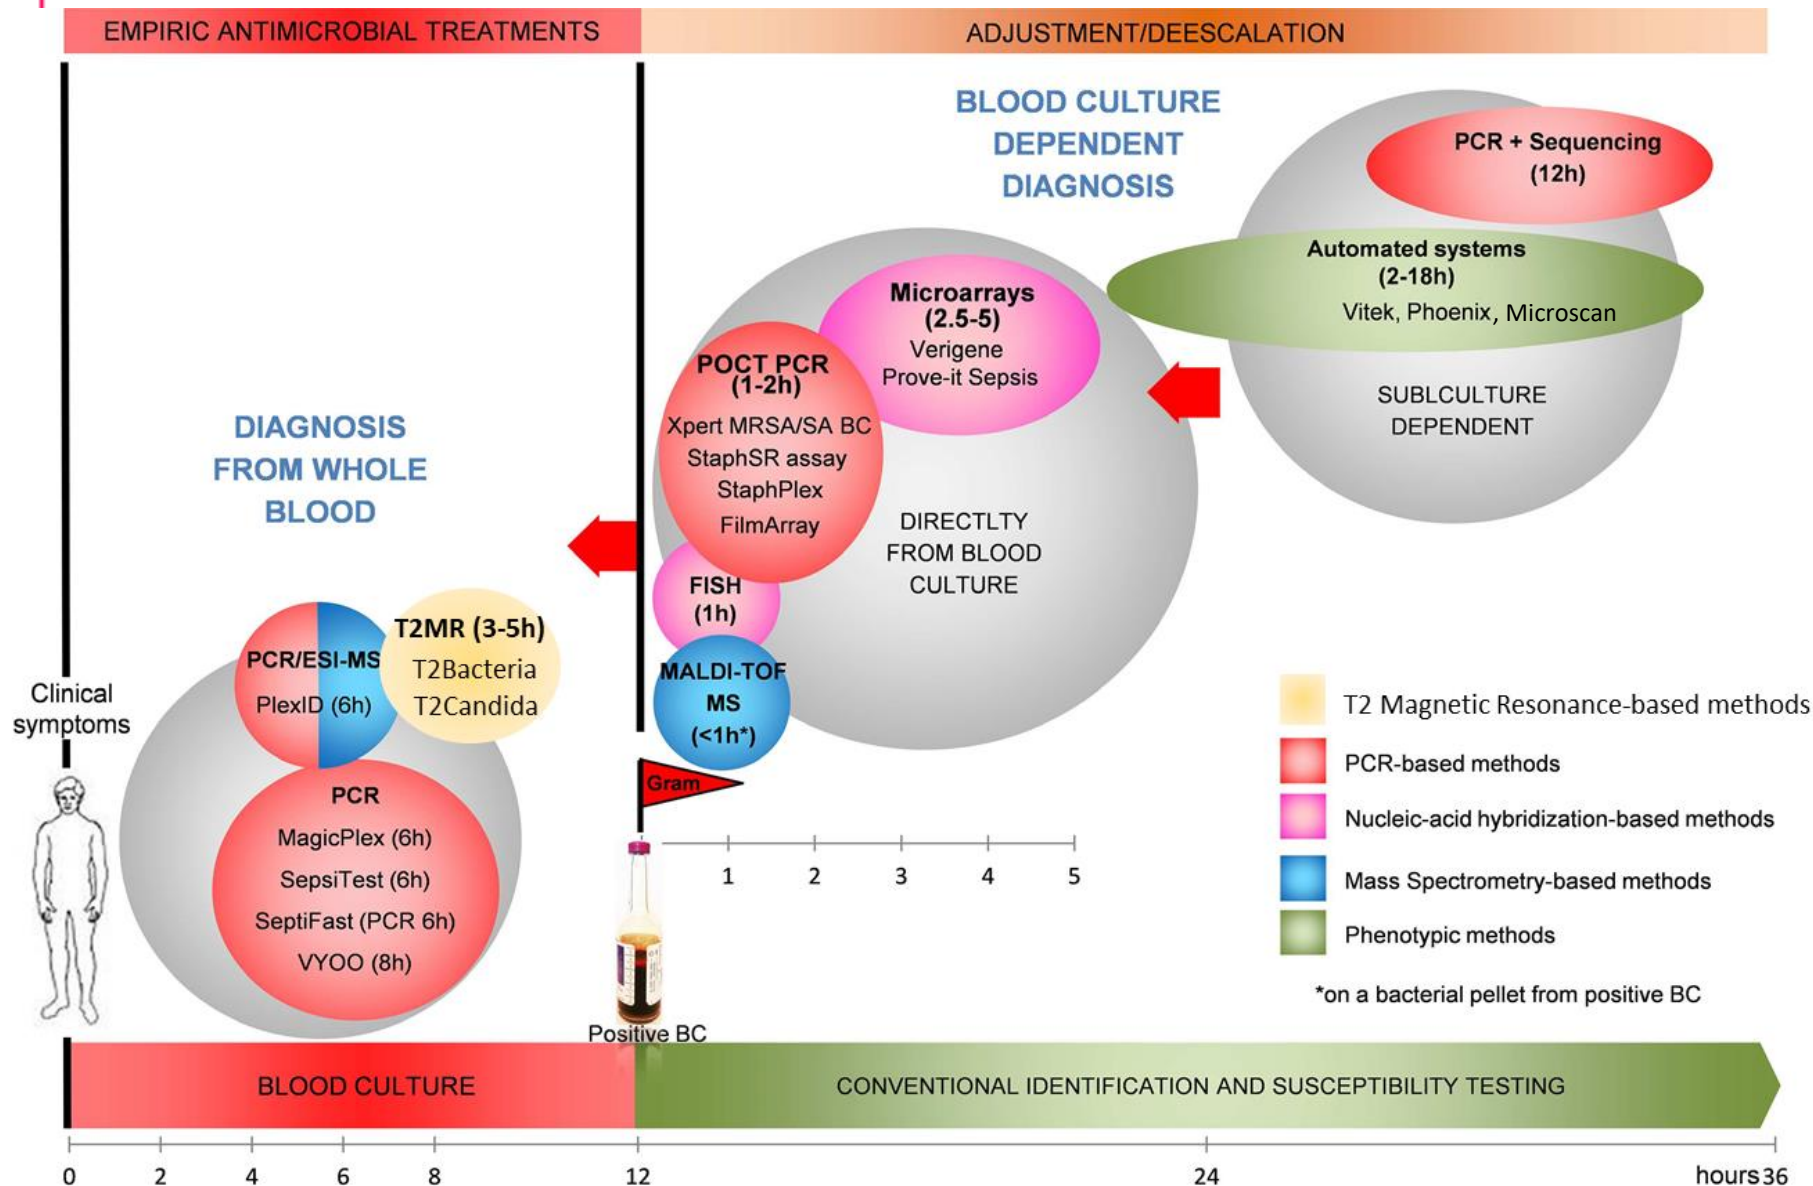 EMPIRIC ANTIMICROBIAL TREATMENTS
ADJUSTMENT/DEESCALATION
BLOOD CULTURE
DEPENDENT
DIAGNOSIS
PCR + Sequencing
(12h)
Automated systems
(2-18h)
Vitek, Phoenix, Microscan
SUBLCULTURE
DEPENDENT
Microarrays
(2.5-5)
Verigene
Prove-it Sepsis
POCT PCR
(1-2h)
Xpert MRSA/SA BC
StaphSR assay
StaphPlex
FilmArray
DIRECTLTY
FROM BLOOD
CULTURE
FISH
(1h)
MALDI-TOF
MS
(<1h*)
Gram
1 2 3 4 5
DIAGNOSIS
FROM WHOLE
BLOOD
T2MR (3-5h)
T2Bacteria
T2Candida
PCR/ESI-MS
PlexID (6h)
PCR
MagicPlex (6h)
SepsiTest (6h)
SeptiFast (PCR 6h)
VYOO (8h)
Clinical
symptoms
T2 Magnetic Resonance-based methods
PCR-based methods
Nucleic-acid hybridization-based methods
Mass Spectrometry-based methods
Phenotypic methods
*on a bacterial pellet from positive BC
Positive BC
BLOOD CULTURE
CONVENTIONAL IDENTIFICATION AND SUSCEPTIBILITY TESTING
0 2 4 6 8 12 24 hours 36